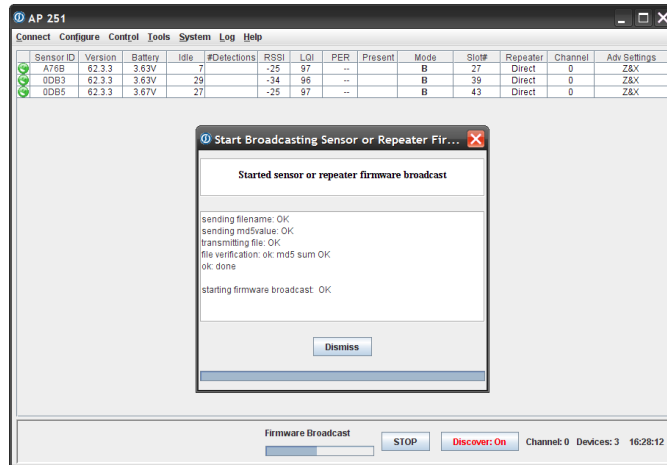 AP 251
Connect Configure Control Tools System Log Help
Sensor ID Version Battery Idle #Detections RSSI LQI PER Present Mode Slot# Repeater Channel Adv Settings
A76B 62.3.3 3.63V 7 -25 97 -- B 27 Direct 0 Z&X
0DB3 62.3.3 3.63V 29 -34 96 -- B 39 Direct 0 Z&X
0DB5 62.3.3 3.67V 27 -25 97 -- B 43 Direct 0 Z&X
Start Broadcasting Sensor or Repeater Fir...
Started sensor or repeater firmware broadcast
sending filename: OK
sending md5value: OK
transmitting file: OK
file verification: ok: md5 sum OK
ok: done
starting firmware broadcast: OK
Dismiss
Firmware Broadcast
STOP Discover: On Channel: 0 Devices: 3 16:28:12